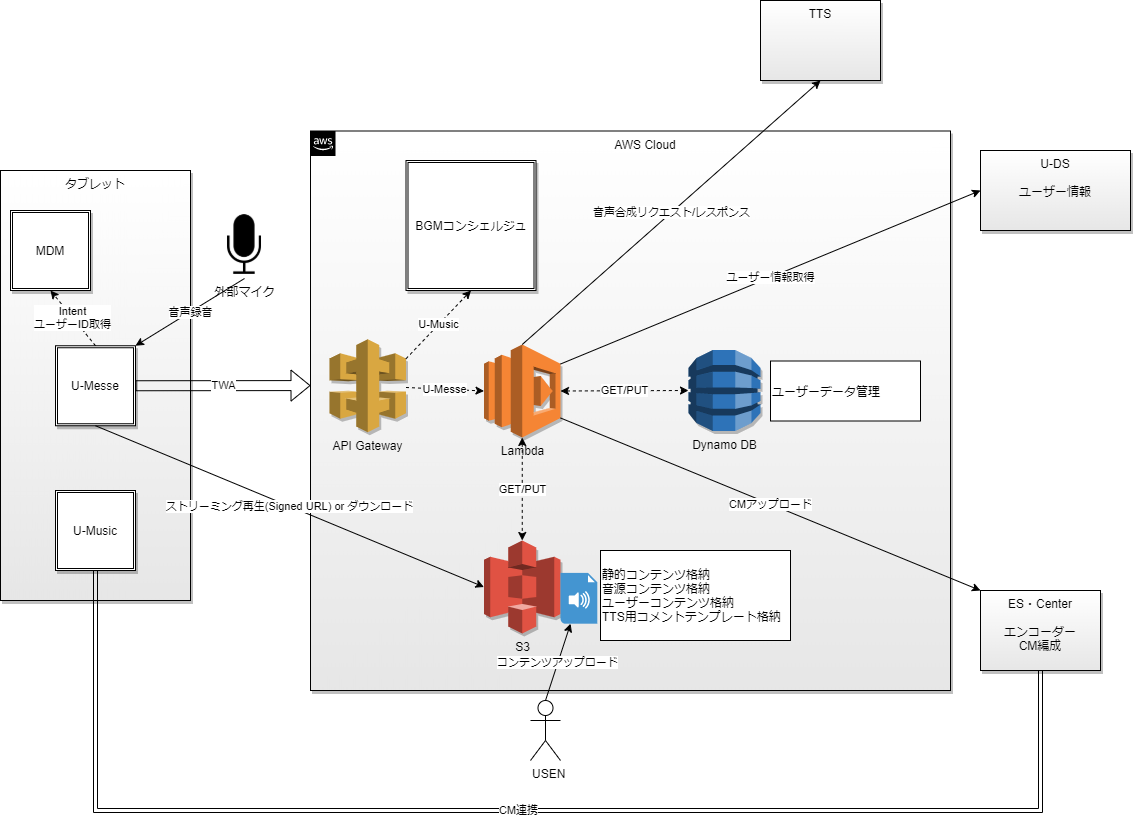 TTS
aws
AWS Cloud
U-DS
ユーザー情報
タブレット
MDM
BGMコンシェルジュ
音声合成リクエスト/レスポンス
ユーザー情報取得
外部マイク
音声録音
Intent
ユーザーID取得
U-Music
U-Messe
TWA
U-Messe
GET/PUT
ユーザーデータ管理
API Gateway
Lambda
Dynamo DB
GET/PUT
ストリーミング再生(Signed URL) or ダウンロード
CMアップロード
U-Music
静的コンテンツ格納
音源コンテンツ格納
ユーザーコンテンツ格納
TTS用コメントテンプレート格納
ES・Center
エンコーダー
CM編成
S3
コンテンツアップロード
USEN
CM連携